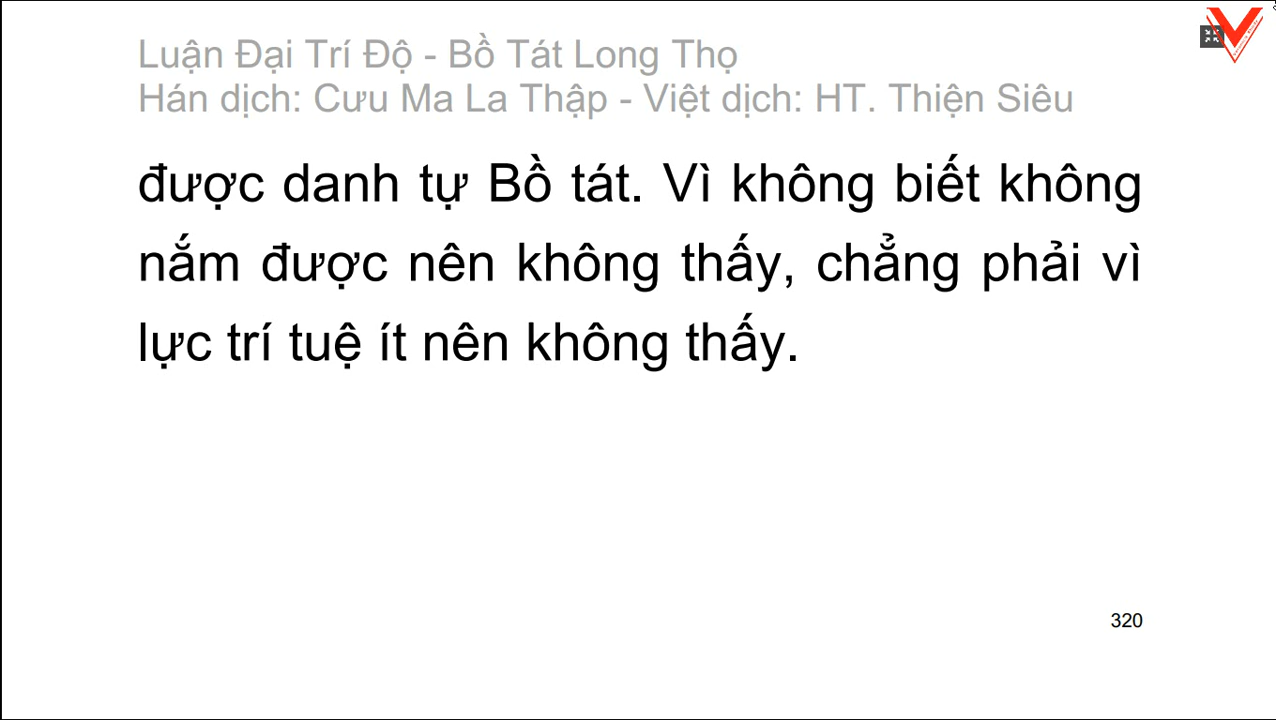 Luận Đại Trí Độ - Bồ Tát Long Thọ
Hán dịch: Cưu Ma La Thập - Việt dịch: HT. Thiện Siêu
được danh tự Bồ tát. Vì không biết không
nắm được nên không thấy, chẳng phải vì
lực trí tuệ ít nên không thấy.
320